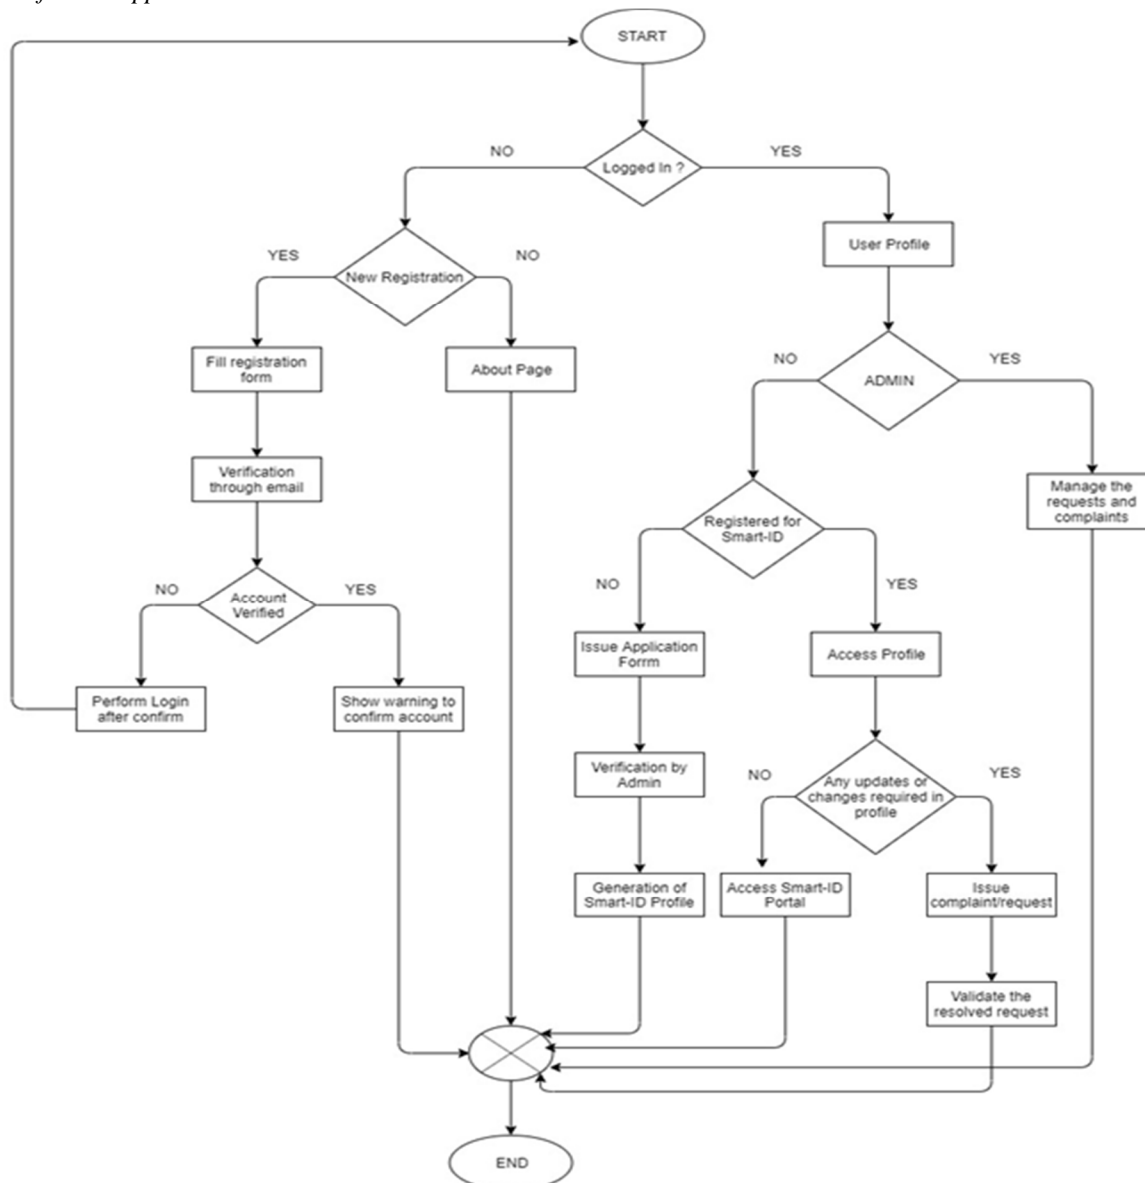 START
Logged In ?
NO
YES
User Profile
New Registration
YES
NO
Fill registration
form
About Page
ADMIN
NO
YES
Verification
through email
Manage the
requests and
complaints
Registered for
Smart-ID
NO
YES
Account
Verified
NO
YES
Issue Application
Forrm
Access Profile
Perform Login
after confirm
Show warning to
confirm account
Verification by
Admin
Any updates or
changes required in
profile
NO
YES
Generation of
Smart-ID Profile
Access Smart-ID
Portal
Issue
complaint/request
Validate the
resolved request
END